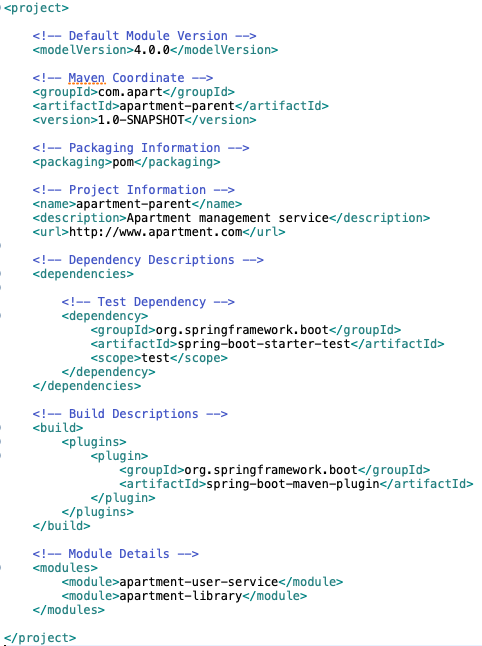 <project>
<!-- Default Module Version -->
<modelVersion>4.0.0</modelVersion>
<!-- Maven Coordinate -->
<groupId>com.apart</groupId>
<artifactId>apartment-parent</artifactId>
<version>1.0-SNAPSHOT</version>
<!-- Packaging Information -->
<packaging>pom</packaging>
<!-- Project Information -->
<name>apartment-parent</name>
<description>Apartment management service</description>
<url>http://www.apartment.com</url>
<!-- Dependency Descriptions -->
<dependencies>
<!-- Test Dependency -->
<dependency>
<groupId>org.springframework.boot</groupId>
<artifactId>spring-boot-starter-test</artifactId>
<scope>test</scope>
</dependency>
</dependencies>
<!-- Build Descriptions -->
<build>
<plugins>
<plugin>
<groupId>org.springframework.boot</groupId>
<artifactId>spring-boot-maven-plugin</artifactId>
</plugin>
</plugins>
</build>
<!-- Module Details -->
<modules>
<module>apartment-user-service</module>
<module>apartment-library</module>
</modules>
</project>